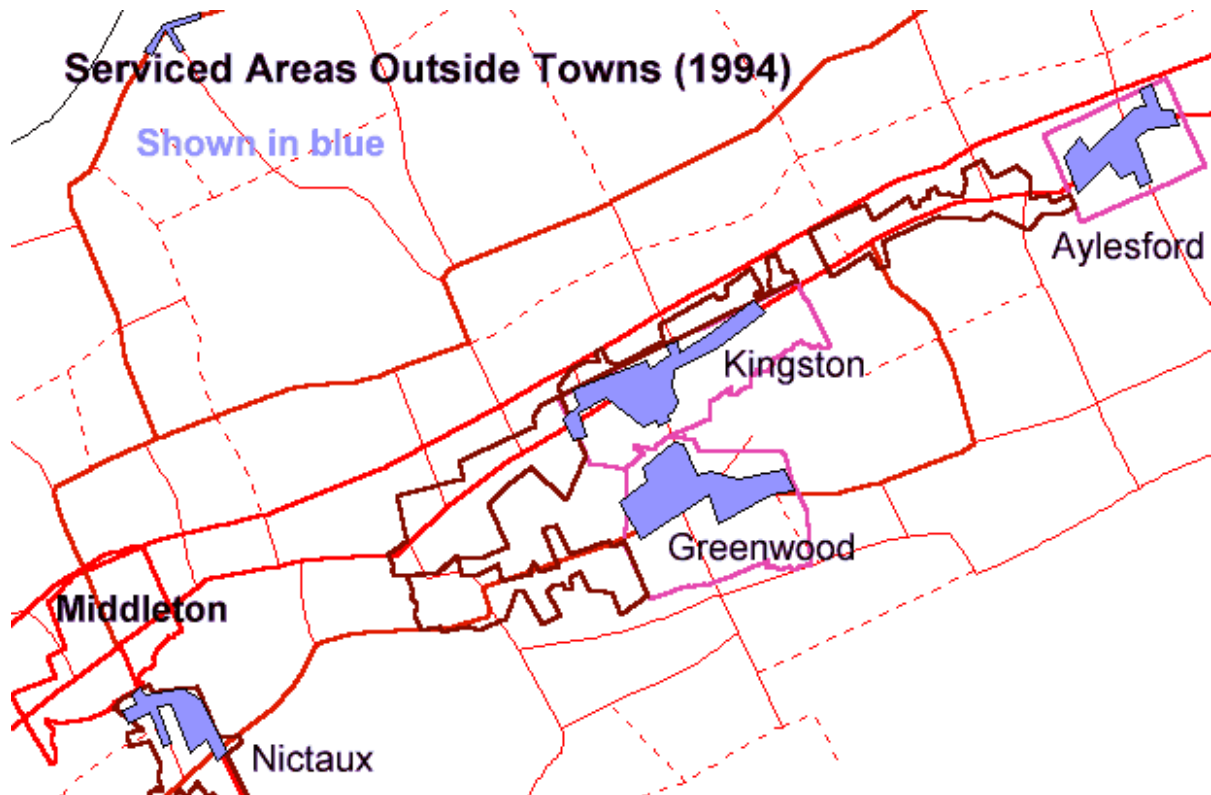 Serviced Areas Outside Towns (1994)
Shown in blue
Aylesford
Kingston
Greenwood
Middleton
Nictaux